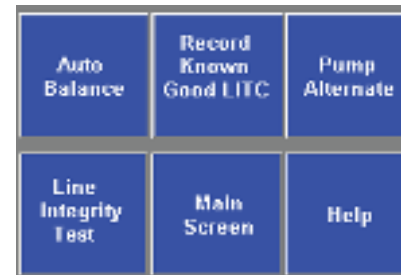 Auto
Balance
Record
Known
Good LITC
Pump
Alternate
Line
Integrity
Test
Main
Screen
Help